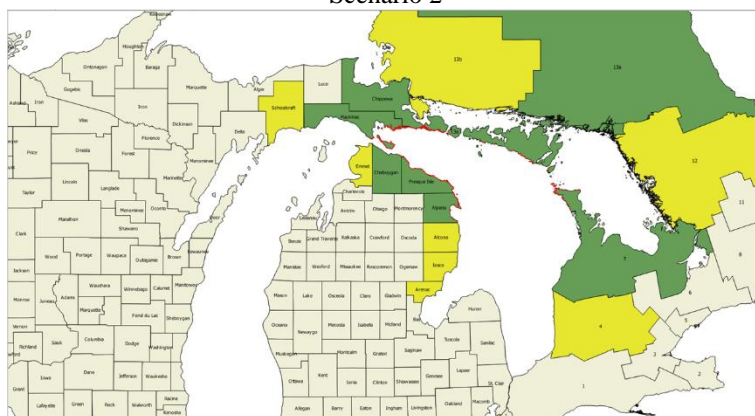 Scenario 2
Houghton
Ontonagon
Baraga
Gogebic
Marquette
Luce
Alger
Chippewa
Schoolcraft
Mackinac
Iron
Iron
Dickinson
Delta
Vilas
Florence
Forest
Marinette
Menominee
Oneida
Price
Lincoln
Langlade
Taylor
Marathon
Menominee
Oconto
Shawano
Door
Clark
Wood
Portage
Waupaca
Outagamie
Brown
Kewaunee
Jackson
Adams
Waushara
Winnebago
Calumet
Manitowoc
Monroe
Juneau
Marquette
Fond du Lac
Sheboygan
Vernon
Columbia
Dodge
Washington
Richland
Sauk
Iowa
Dane
Jefferson
Waukesha
Grant
Lafayette
Green
Rock
Walworth
Racine
Kenosha
Emmet
Cheboygan
Presque Isle
Charlevoix
Antrim
Otsego
Montmorency
Alpena
Leelanau
Benzie
Grand Traverse
Kalkaska
Crawford
Oscoda
Alcona
Manistee
Wexford
Missaukee
Roscommon
Ogemaw
Iosco
Arenac
Mason
Lake
Osceola
Clare
Gladwin
Huron
Oceana
Newaygo
Mecosta
Isabella
Midland
Tuscola
Sanilac
Muskegon
Montcalm
Gratiot
Saginaw
Ottawa
Kent
Ionia
Clinton
Shiawassee
Genesee
Lapeer
St. Clair
Allegan
Barry
Eaton
Ingham
Livingston
Oakland
Macomb
12
11
8
7
6
5
4
3
2
1